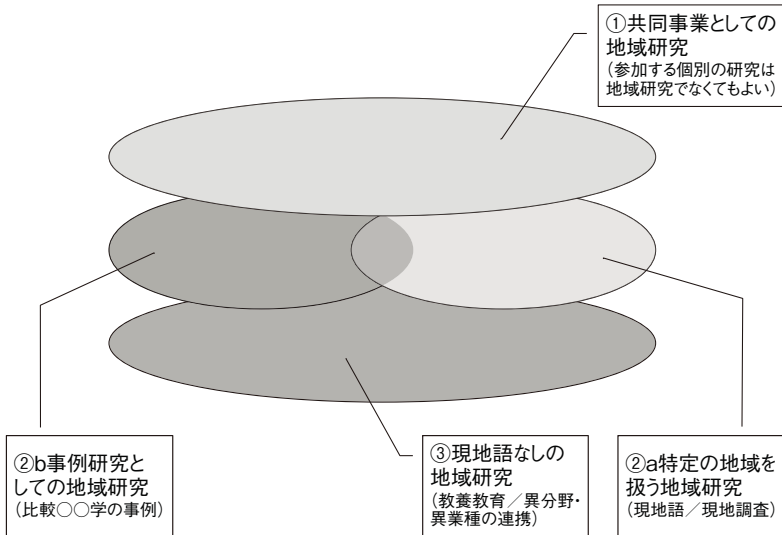 ①共同事業としての
地域研究
(参加する個別の研究は
地域研究でなくてもよい)
②b事例研究と
しての地域研究
(比較○○学の事例)
③現地語なしの
地域研究
(教養教育／異分野・
異業種の連携)
②a特定の地域を
扱う地域研究
(現地語／現地調査)